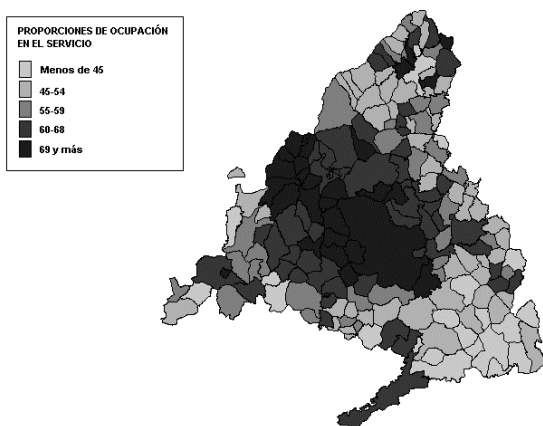 PROPORCIONES DE OCUPACIÓN
EN EL SERVICIO
Menos de 45
45-54
55-59
60-68
69 y más